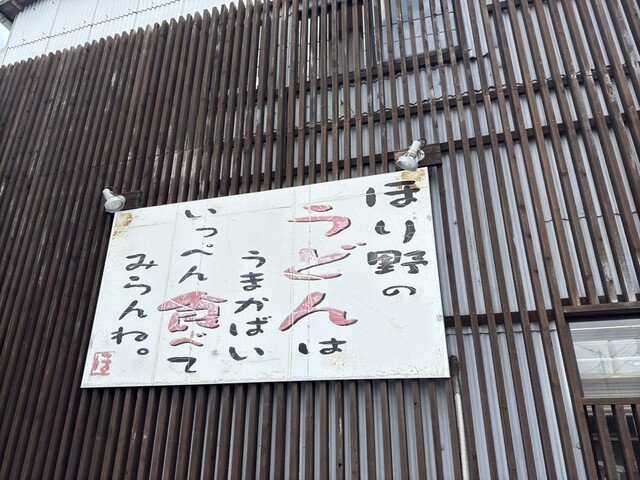 ほり野の
うどんは
うまかばい
いっぺん食べて
みらんね。
ほ